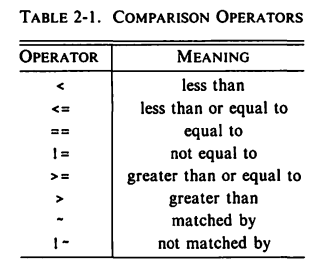 TABLE 2-1. COMPARISON OPERATORS
OPERATOR MEANING
< less than
<= less than or equal to
== equal to
!= not equal to
>= greater than or equal to
> greater than
~ matched by
!~ not matched by